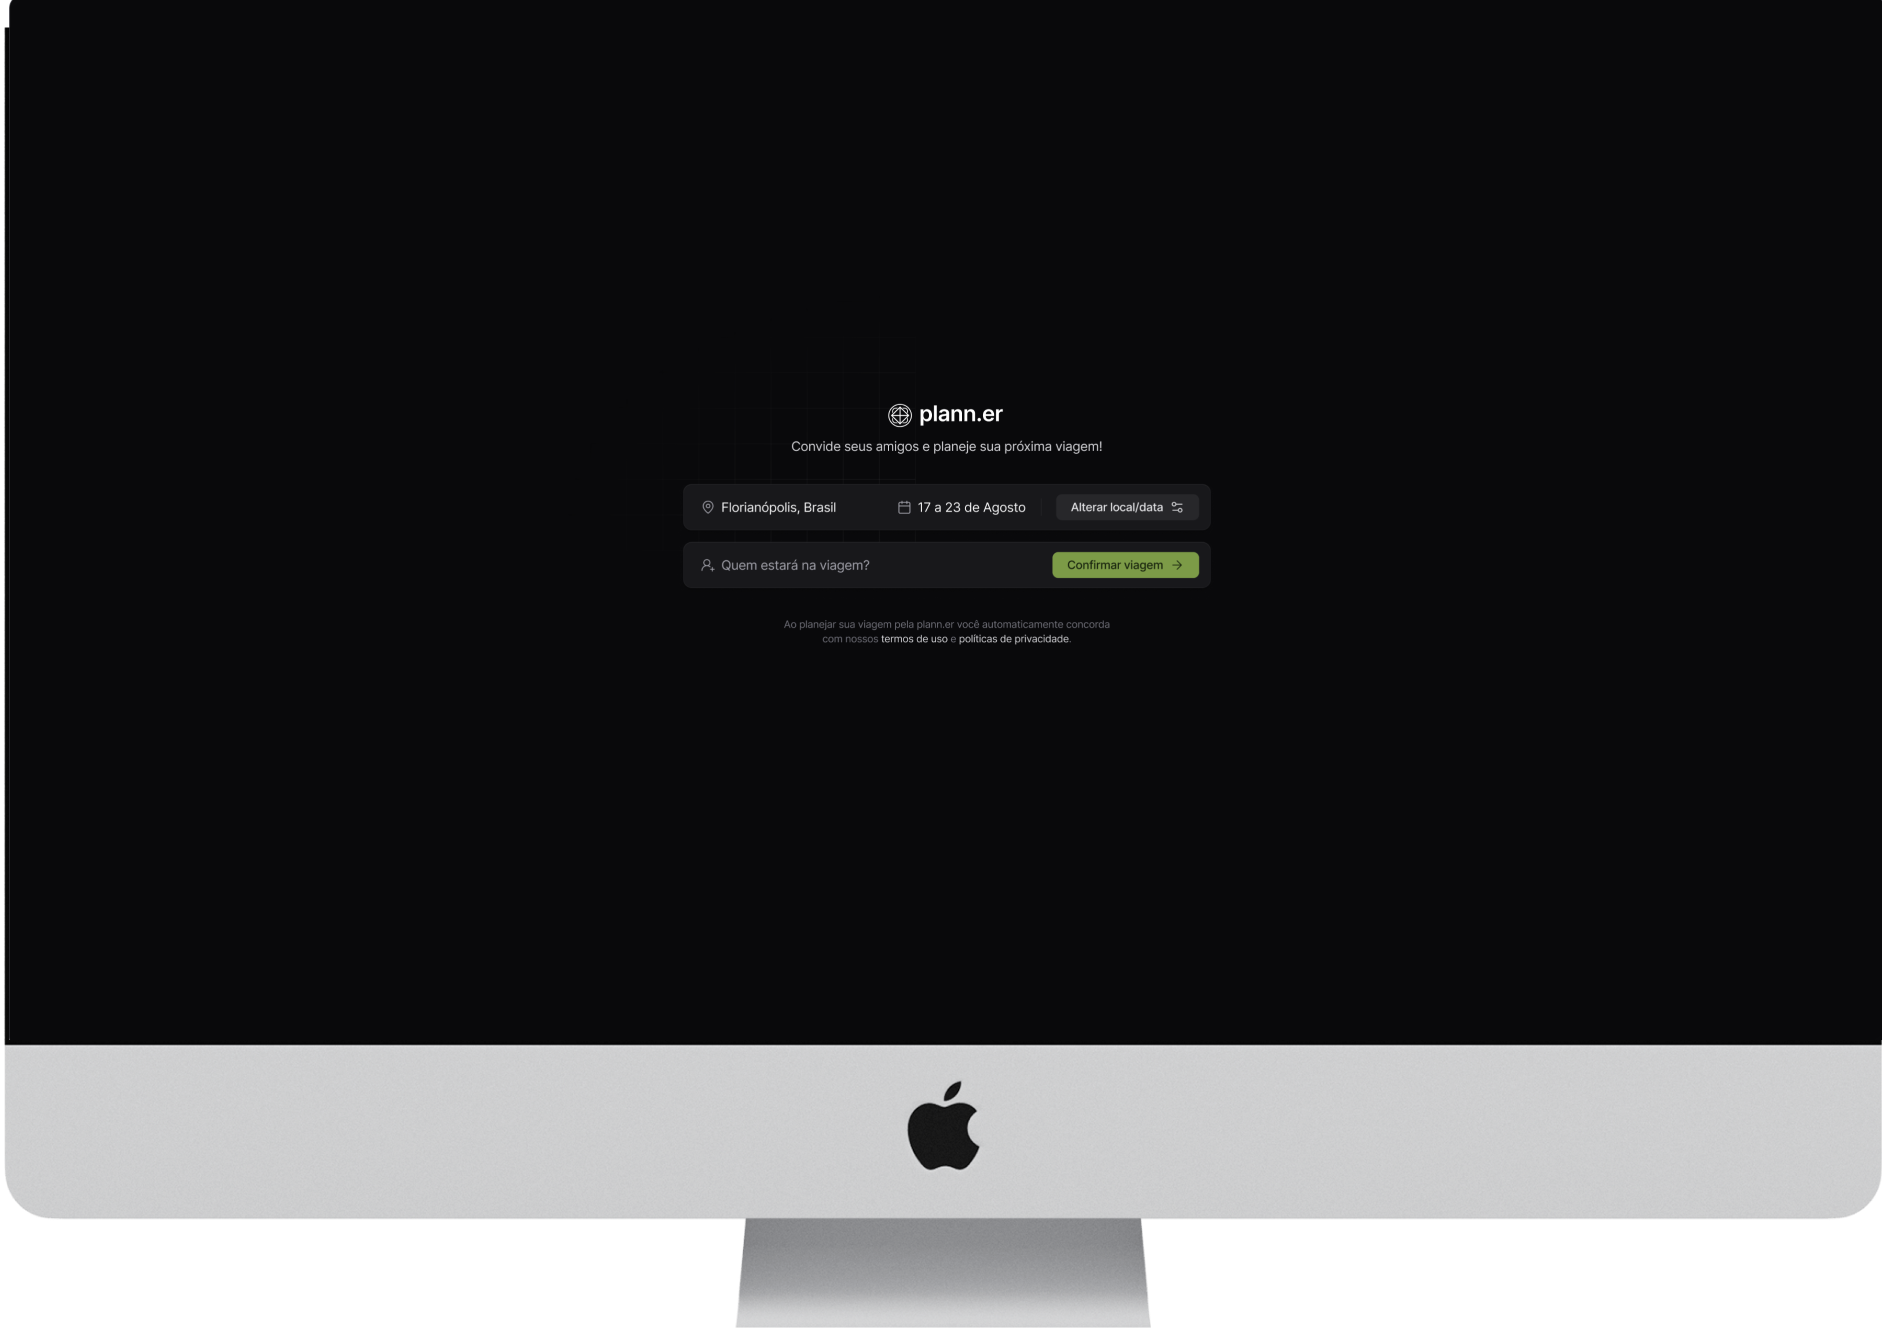 plann.er
Convide seus amigos e planeje sua próxima viagem!
Florianópolis, Brasil
17 a 23 de Agosto
Alterar local/data
Quem estará na viagem?
Confirmar viagem
Ao planejar sua viagem pela plann.er você automaticamente concorda
com nossos termos de uso e políticas de privacidade.